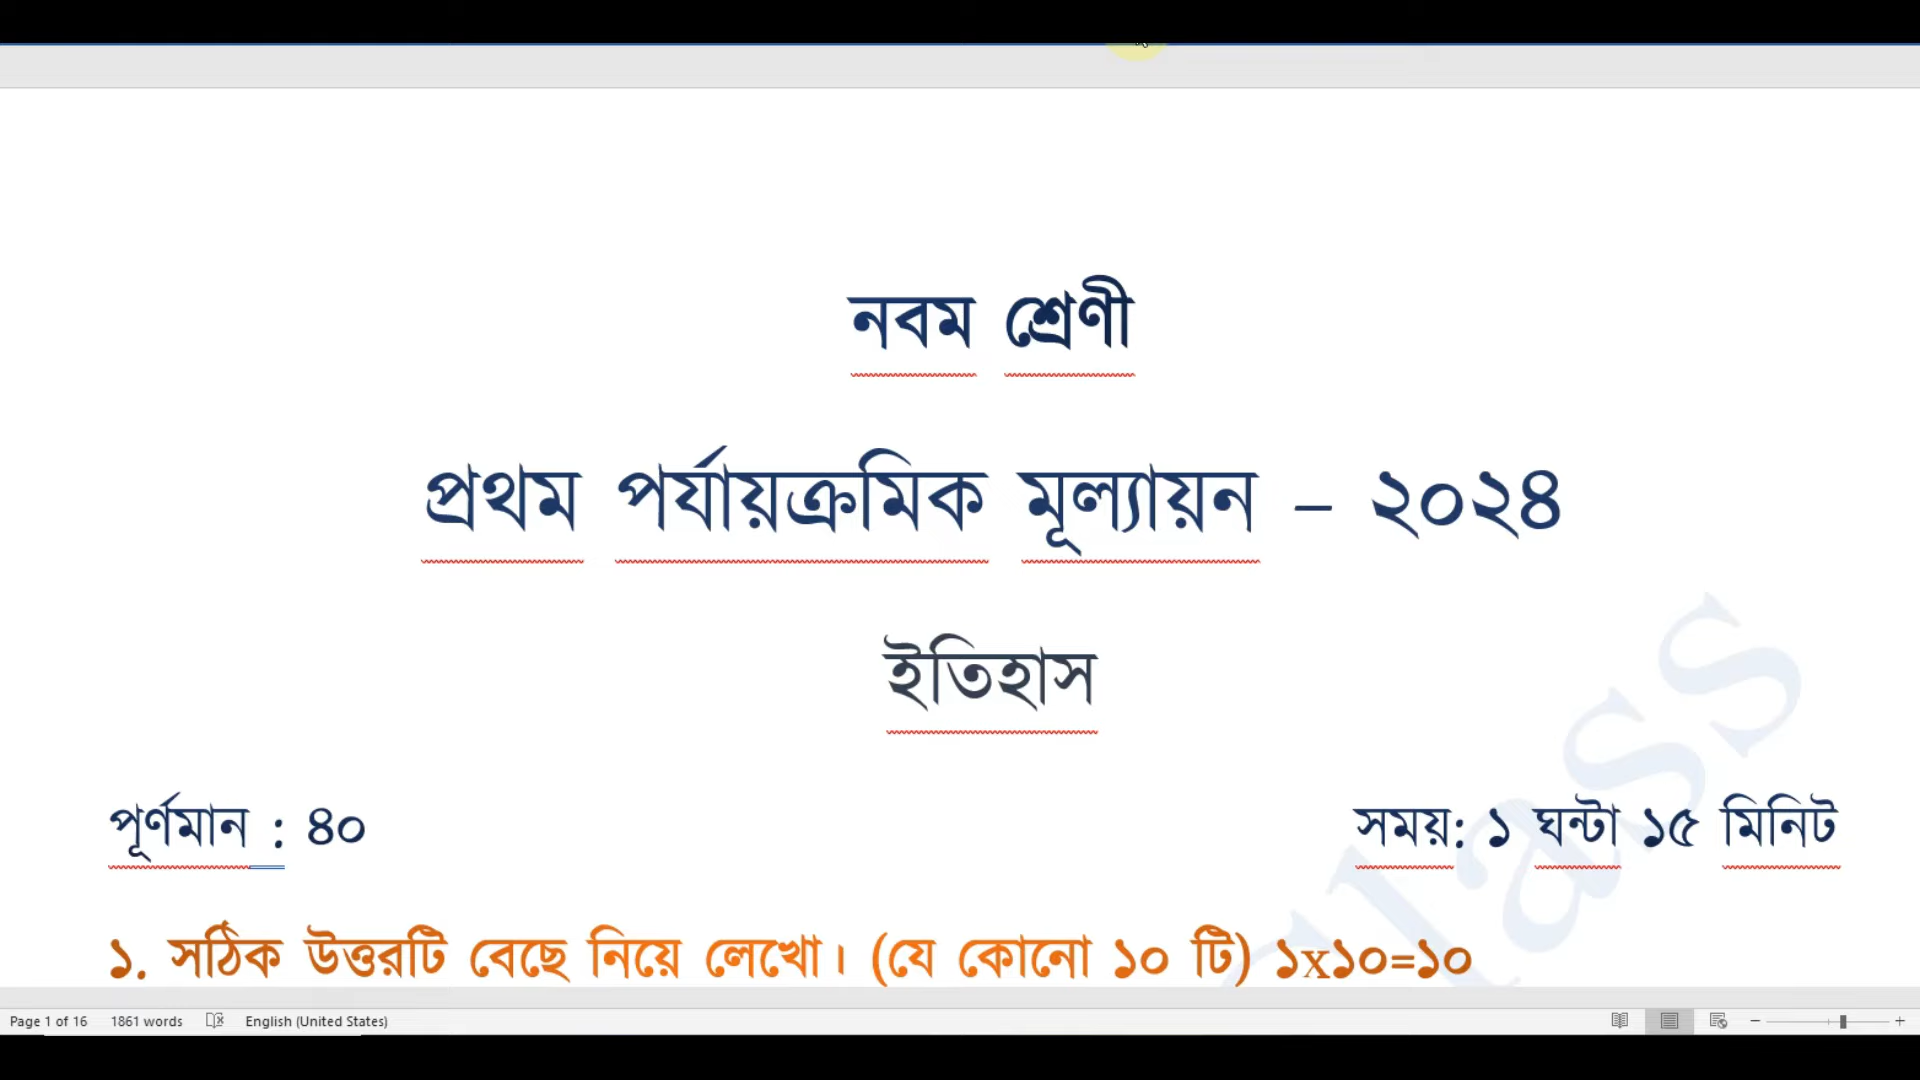 নবম শ্রেণী
প্রথম পর্যায়ক্রমিক মূল্যায়ন – ২০২৪
ইতিহাস
পূর্ণমান : ৪০ সময়: ১ ঘন্টা ১৫ মিনিট
১. সঠিক উত্তরটি বেছে নিয়ে লেখো। (যে কোনো ১০ টি) ১x১০=১০
Class
Page 1 of 16 1861 words English (United States)